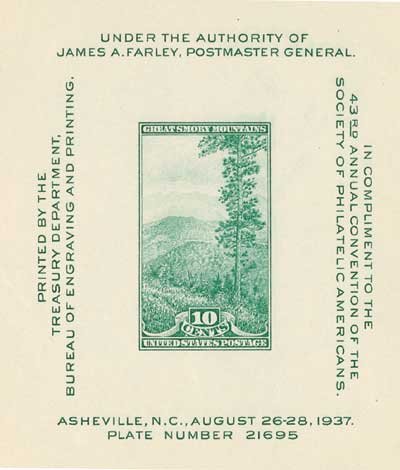 UNDER THE AUTHORITY OF
JAMES A. FARLEY, POSTMASTER GENERAL.
PRINTED BY THE
TREASURY DEPARTMENT,
BUREAU OF ENGRAVING AND PRINTING.
GREAT SMOKY MOUNTAINS
10
CENTS
UNITED STATES POSTAGE
IN COMPLIMENT TO THE
43RD ANNUAL CONVENTION OF THE
SOCIETY OF PHILATELIC AMERICANS.
ASHEVILLE, N.C., AUGUST 26-28, 1937.
PLATE NUMBER 21695